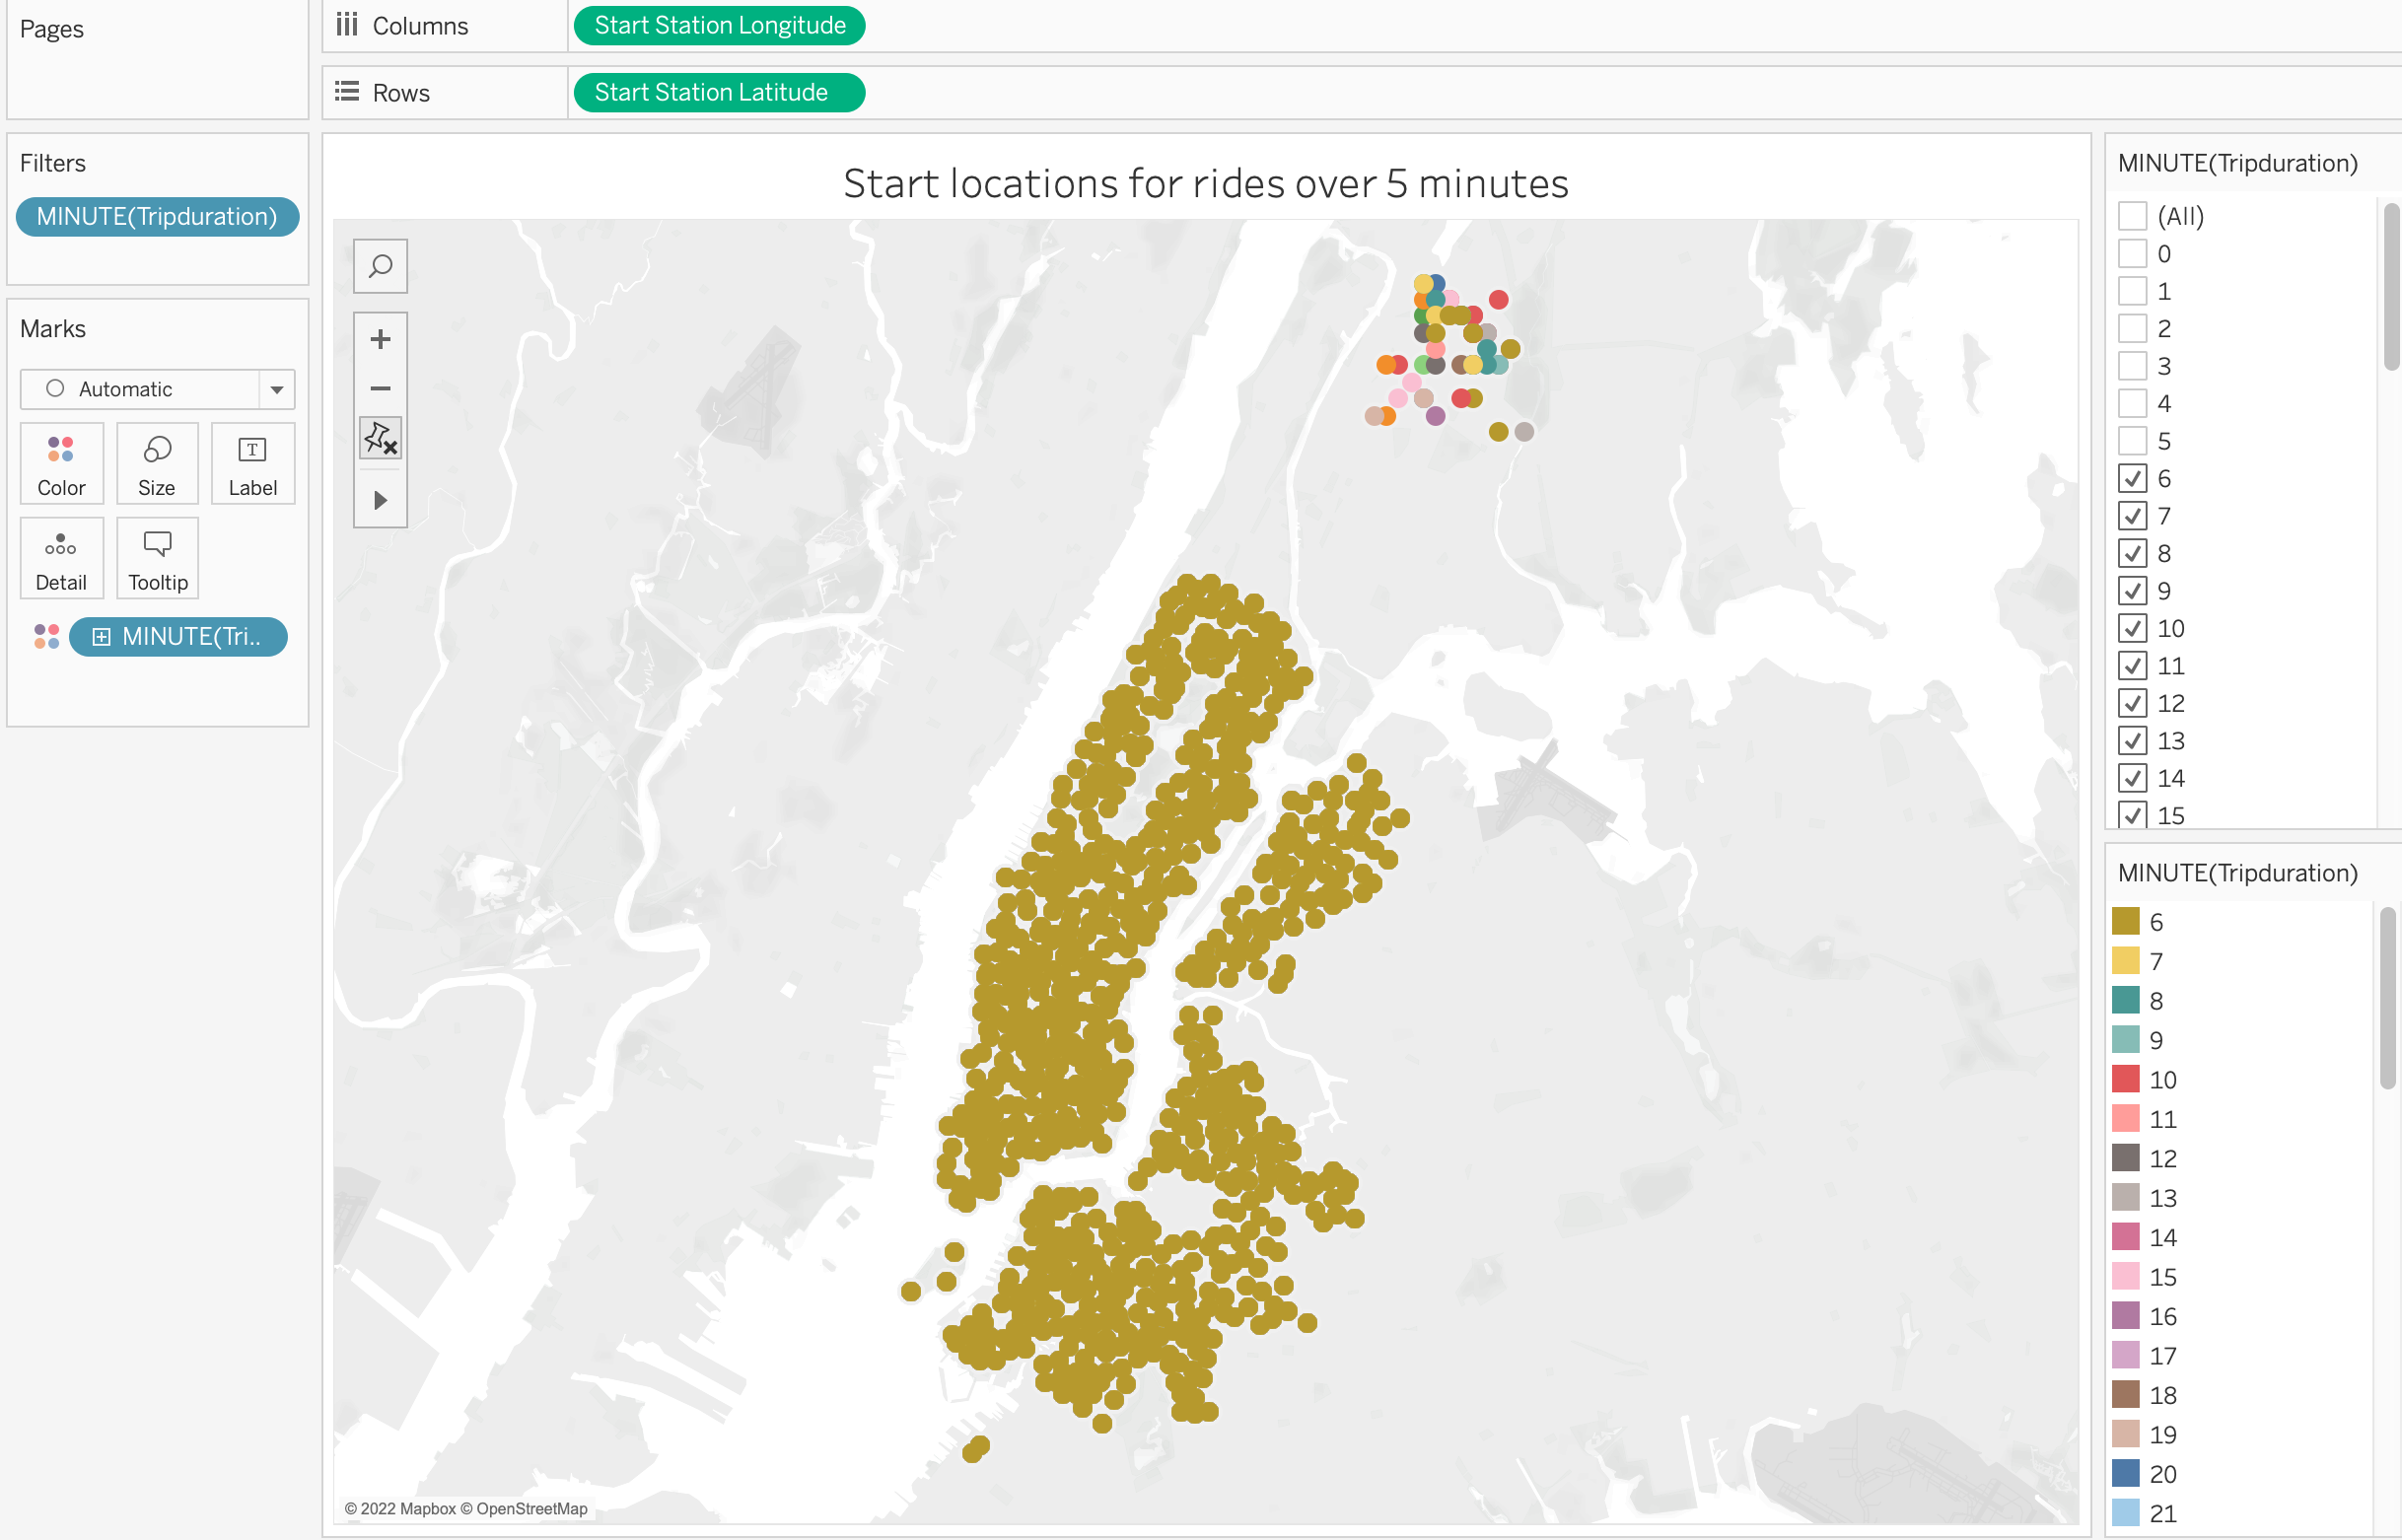 Pages
Columns
Start Station Longitude
Rows
Start Station Latitude
Filters
MINUTE(Tripduration)
Marks
Automatic
Color
Size
T
Label
Detail
Tooltip
MINUTE(Tri..
Start locations for rides over 5 minutes
© 2022 Mapbox © OpenStreetMap
MINUTE(Tripduration)
(All)
0
1
2
3
4
5
6
7
8
9
10
11
12
13
14
15
MINUTE(Tripduration)
6
7
8
9
10
11
12
13
14
15
16
17
18
19
20
21